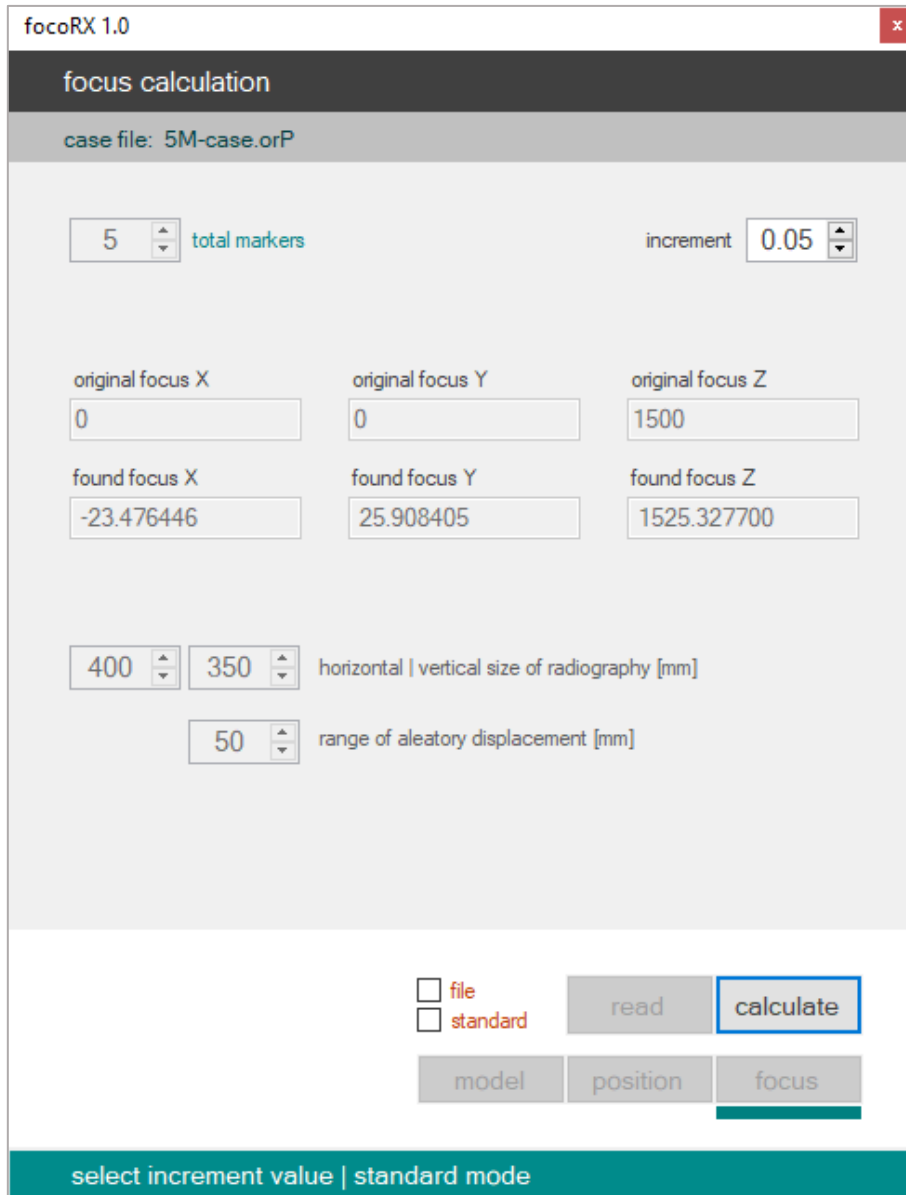 focoRX 1.0 x
focus calculation
case file: 5M-case.orP
5 total markers increment 0.05
original focus X original focus Y original focus Z
0 0 1500
found focus X found focus Y found focus Z
-23.476446 25.908405 1525.327700
400 350 horizontal | vertical size of radiography [mm]
50 range of aleatory displacement [mm]
file
standard
read calculate
model position focus
select increment value | standard mode